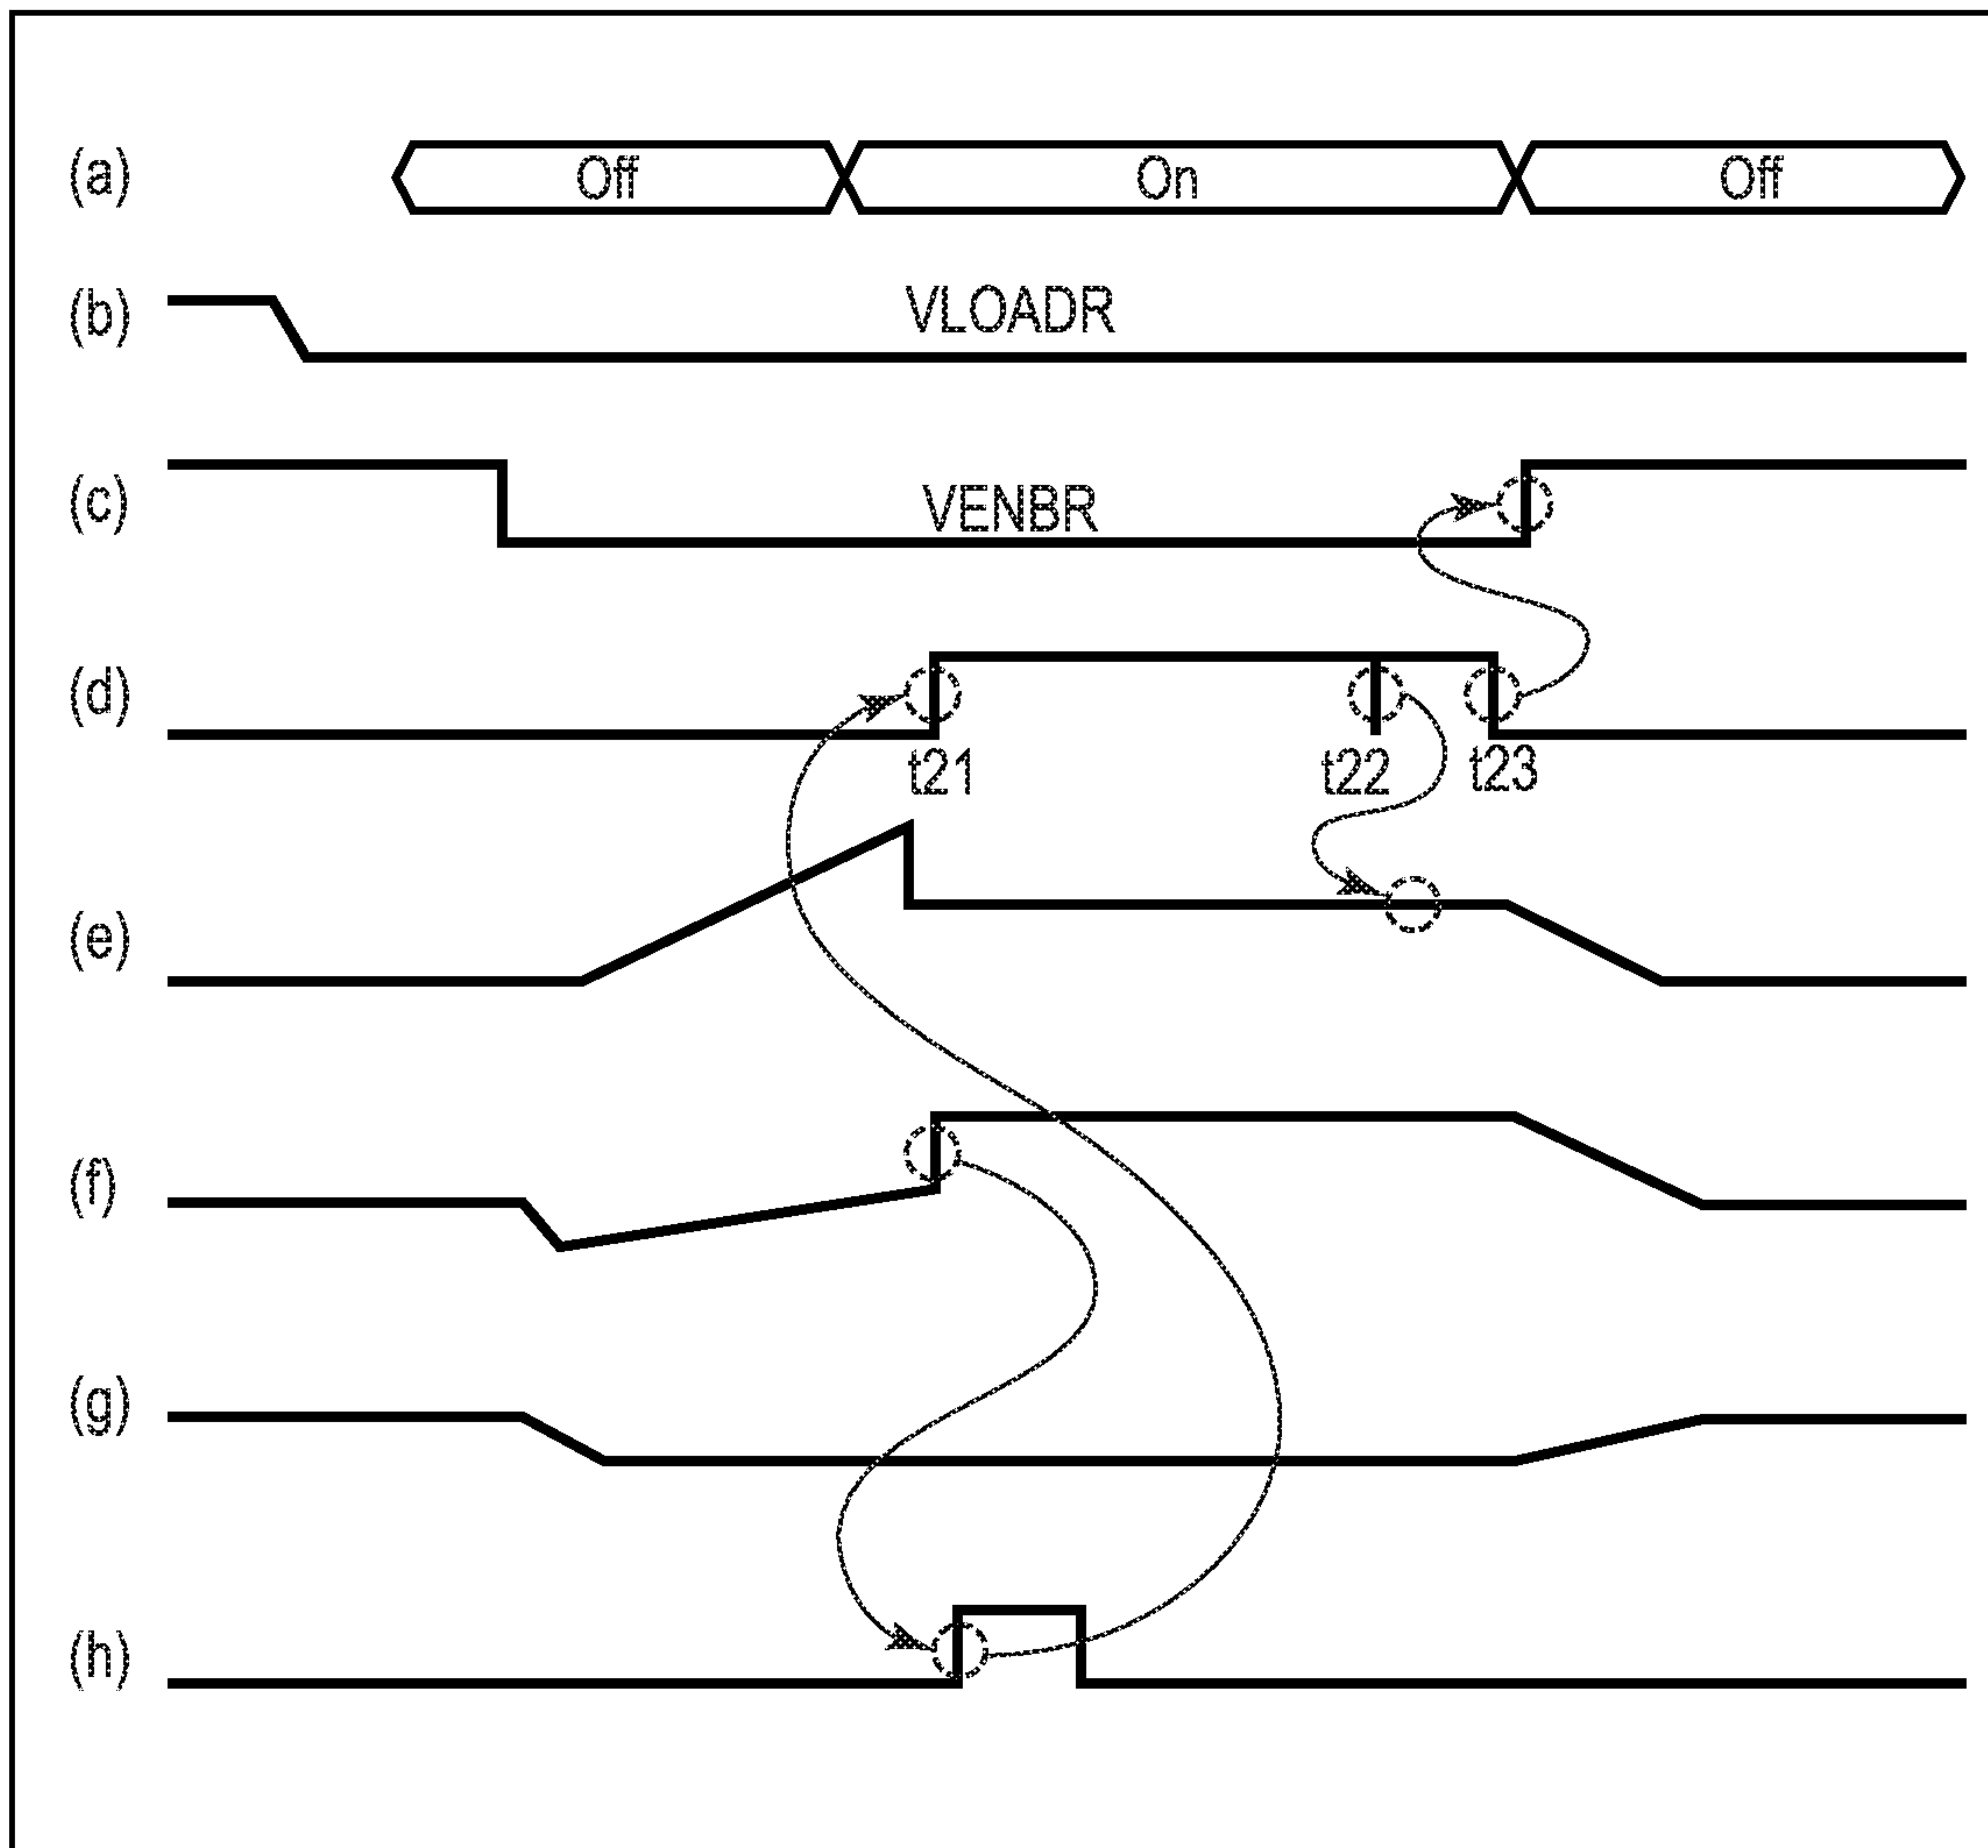 (a) Off On Off
(b) VLOADR
(c) VENBR
(d)
t21 t22 t23
(e)
(f)
(g)
(h)